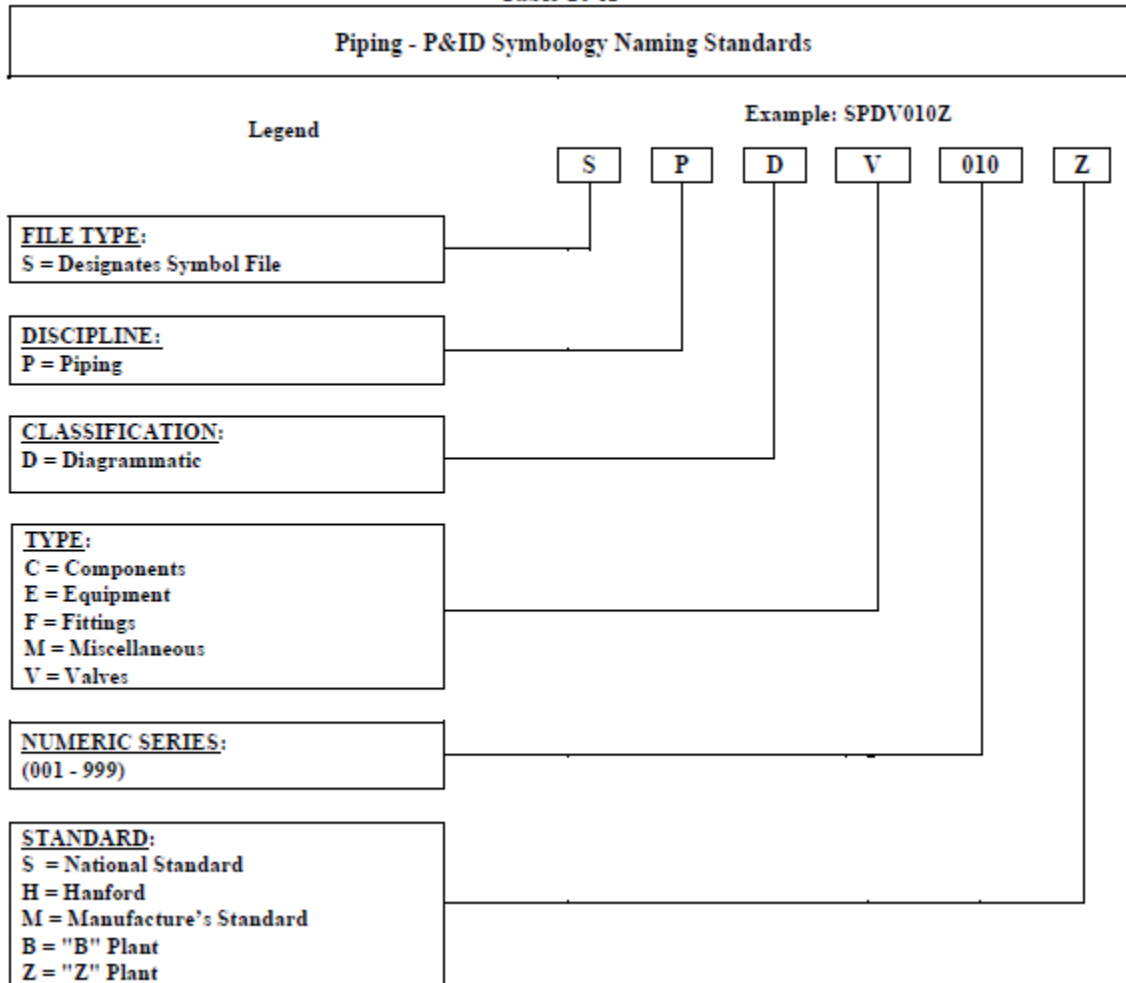 Piping - P&ID Symbology Naming Standards
Legend
Example: SPDV010Z
S P D V 010 Z
FILE TYPE:
S = Designates Symbol File
DISCIPLINE:
P = Piping
CLASSIFICATION:
D = Diagrammatic
TYPE:
C = Components
E = Equipment
F = Fittings
M = Miscellaneous
V = Valves
NUMERIC SERIES:
(001 - 999)
STANDARD:
S = National Standard
H = Hanford
M = Manufacture's Standard
B = "B" Plant
Z = "Z" Plant